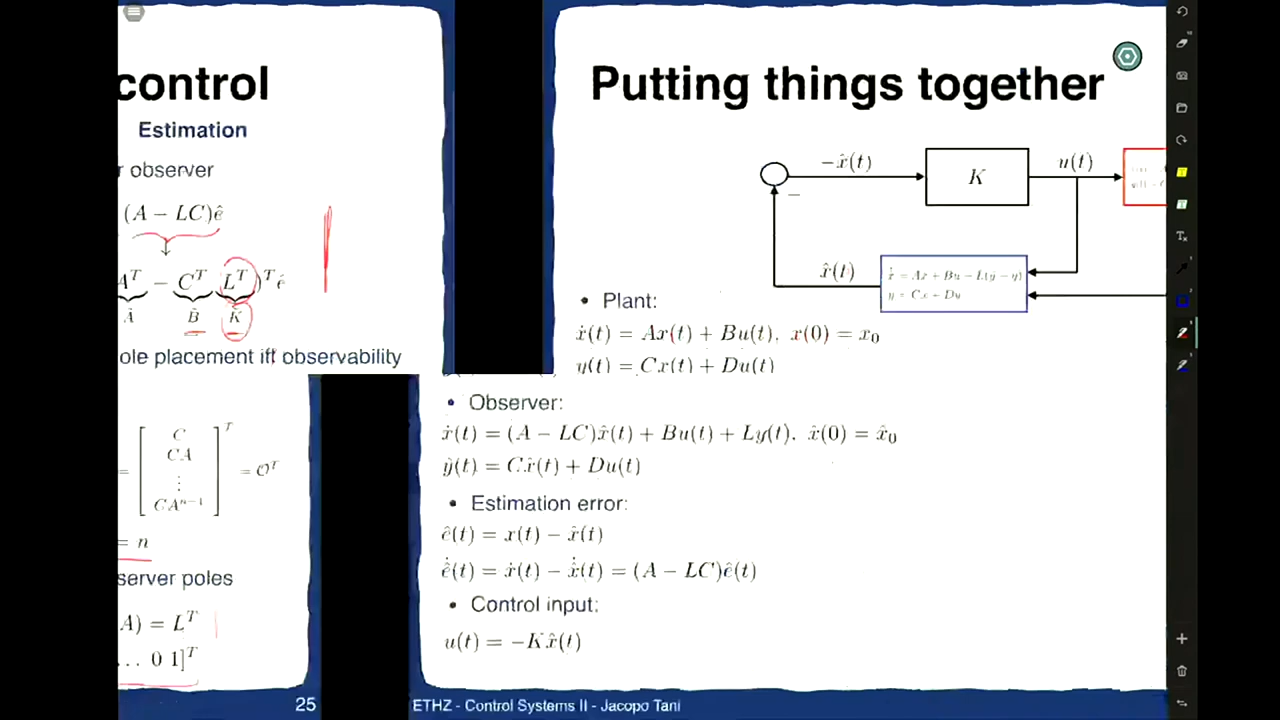 control
Estimation
r observer
(A − LC)ê
A^T − C^T L^T)^T ê
Ã B̃ K̃
ole placement iff observability
= [ C CA ⋮ CA^{n−1} ]^T = 𝒪^T
= n
server poles
A) = L^T
... 0 1]^T
25
Putting things together
−x̂(t)
K
u(t)
−
x̂(t)
y = Cx + Du
• Plant:
ẋ(t) = Ax(t) + Bu(t), x(0) = x₀
y(t) = Cx(t) + Du(t)
• Observer:
ẋ(t) = (A − LC)x̂(t) + Bu(t) + Ly(t), x̂(0) = x̂₀
ŷ(t) = Cx̂(t) + Du(t)
• Estimation error:
ê(t) = x(t) − x̂(t)
ê̇(t) = ẋ(t) − x̂̇(t) = (A − LC)ê(t)
• Control input:
u(t) = −Kx̂(t)
ETHZ - Control Systems II - Jacopo Tani